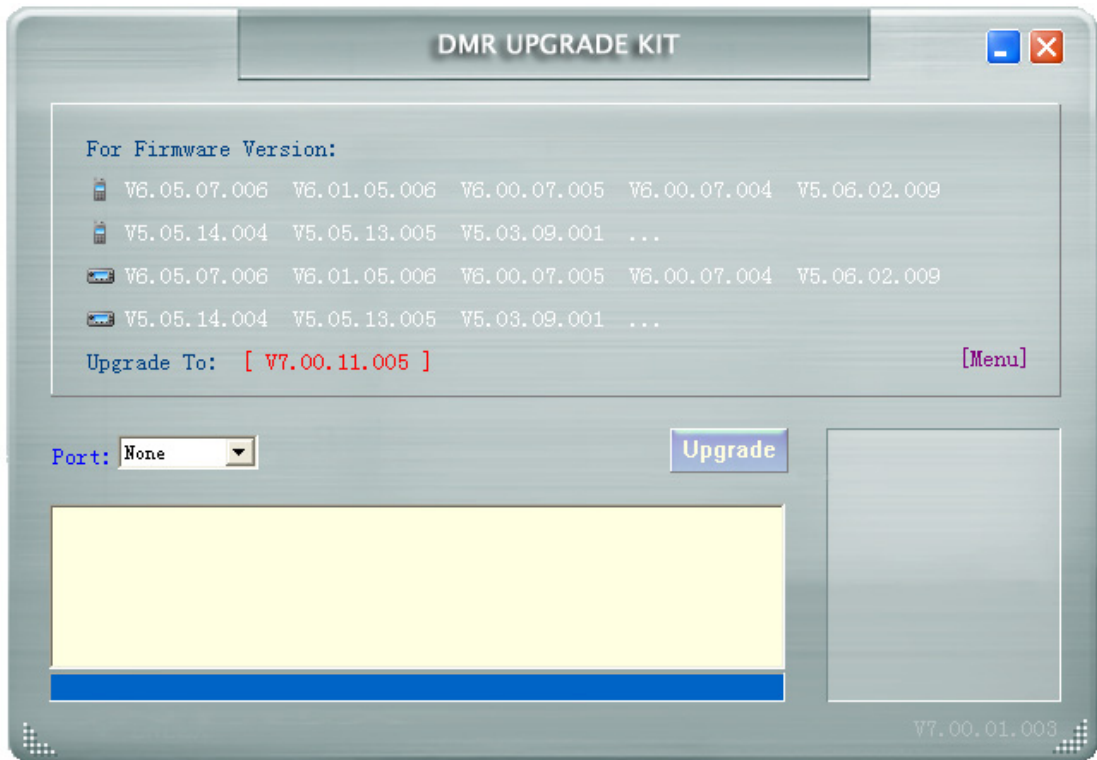 DMR UPGRADE KIT
For Firmware Version:
V6.05.07.006 V6.01.05.006 V6.00.07.005 V6.00.07.004 V5.06.02.009
V5.05.14.004 V5.05.13.005 V5.03.09.001 ...
V6.05.07.006 V6.01.05.006 V6.00.07.005 V6.00.07.004 V5.06.02.009
V5.05.14.004 V5.05.13.005 V5.03.09.001 ...
Upgrade To: [ V7.00.11.005 ] [Menu]
Port: None Upgrade
V7.00.01.003